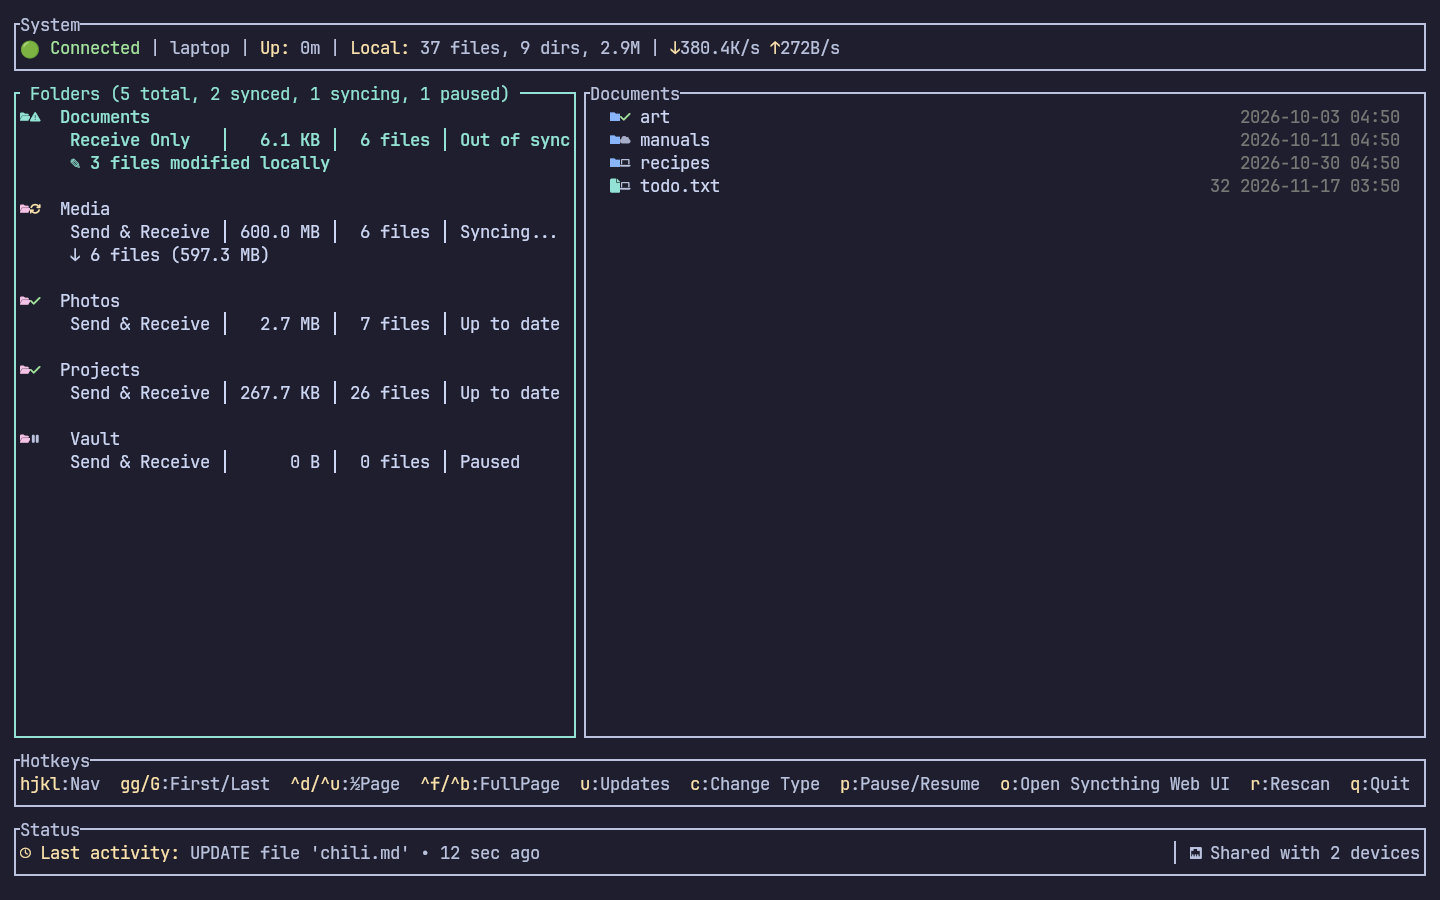 System
Connected | laptop | Up: 0m | Local: 37 files, 9 dirs, 2.9M | ↓380.4K/s ↑272B/s
Folders (5 total, 2 synced, 1 syncing, 1 paused)
Documents
Receive Only │ 6.1 KB │ 6 files │ Out of sync
✎ 3 files modified locally
Media
Send & Receive │ 600.0 MB │ 6 files │ Syncing...
↓ 6 files (597.3 MB)
Photos
Send & Receive │ 2.7 MB │ 7 files │ Up to date
Projects
Send & Receive │ 267.7 KB │ 26 files │ Up to date
Vault
Send & Receive │ 0 B │ 0 files │ Paused
Documents
art 2026-10-03 04:50
manuals 2026-10-11 04:50
recipes 2026-10-30 04:50
todo.txt 32 2026-11-17 03:50
Hotkeys
hjkl:Nav gg/G:First/Last ^d/^u:½Page ^f/^b:FullPage u:Updates c:Change Type p:Pause/Resume o:Open Syncthing Web UI r:Rescan q:Quit
Status
Last activity: UPDATE file 'chili.md' • 12 sec ago │ Shared with 2 devices